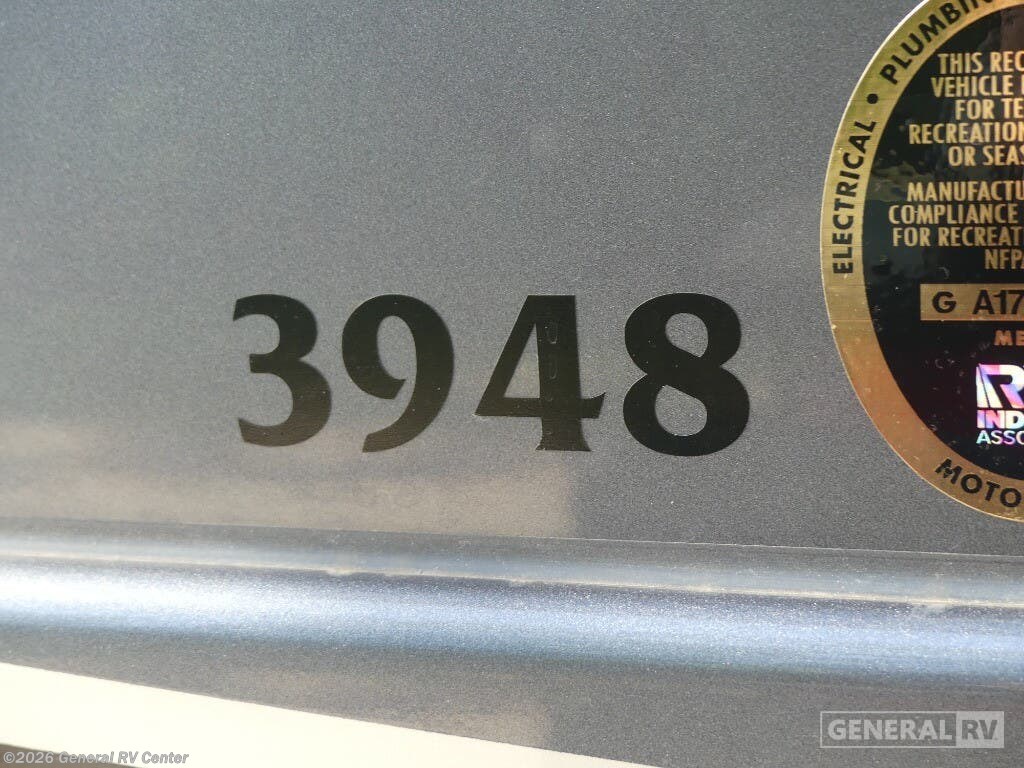 ELECTRICAL • PLUMBIN
THIS REC
VEHICLE
FOR TE
RECREATION
OR SEAS
MANUFACTU
COMPLIANCE
FOR RECREAT
NFPA
G A17
3948
IND
ASSO
MOTO
GENERAL RV
©2026 General RV Center